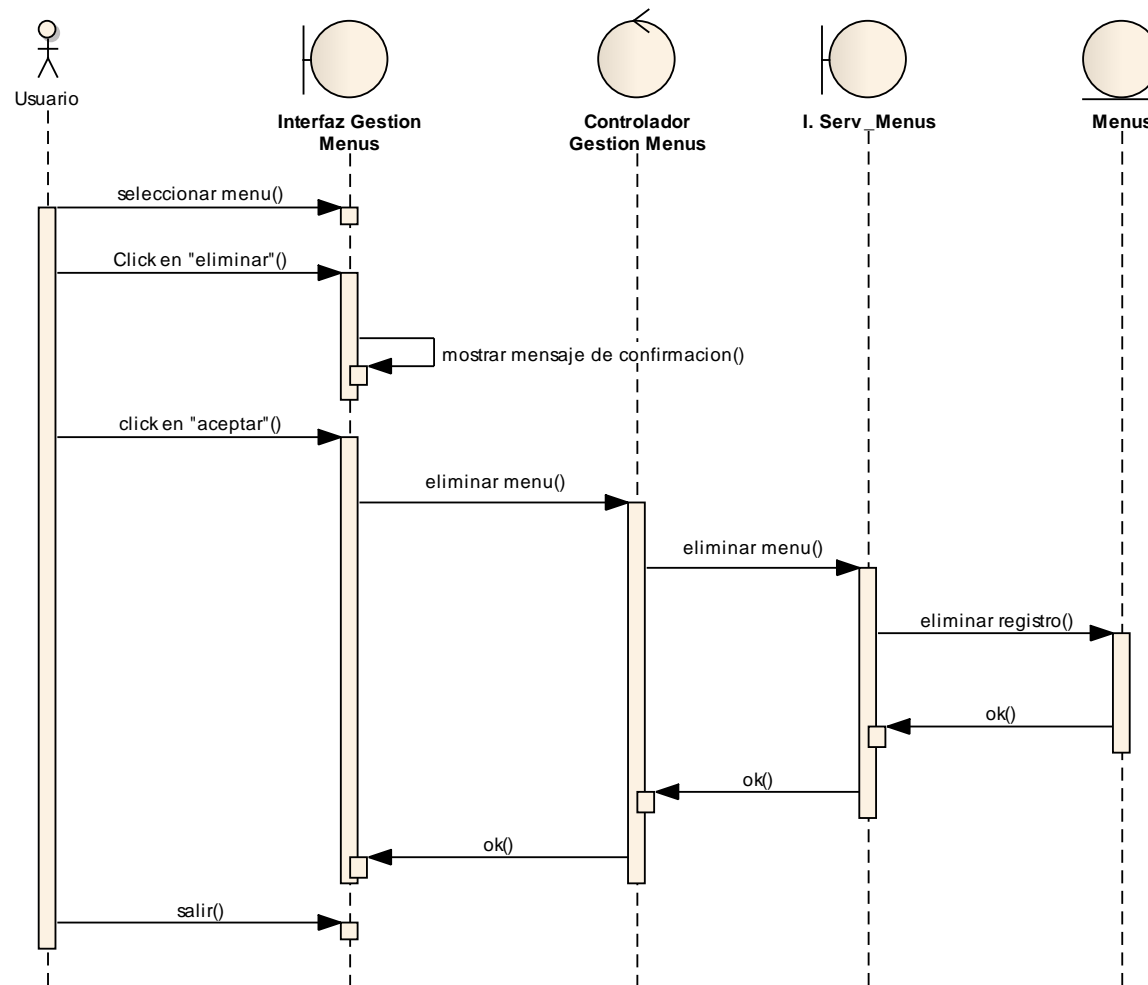 Usuario
Interfaz Gestion
Menus
Controlador
Gestion Menus
I. Serv_Menus
Menus
seleccionar menu()
Click en "eliminar"()
mostrar mensaje de confirmacion()
click en "aceptar"()
eliminar menu()
eliminar menu()
eliminar registro()
ok()
ok()
ok()
salir()